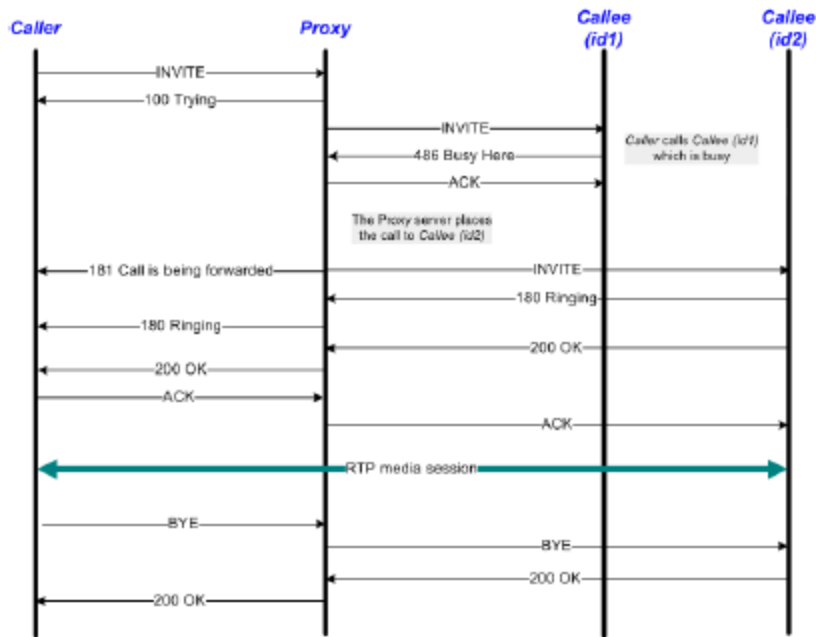 Caller
Proxy
Callee
(id1)
Callee
(id2)
INVITE
100 Trying
INVITE
486 Busy Here
Caller calls Callee (id1)
which is busy
ACK
The Proxy server places
the call to Callee (id2)
181 Call is being forwarded
INVITE
180 Ringing
180 Ringing
200 OK
200 OK
ACK
ACK
RTP media session
BYE
BYE
200 OK
200 OK